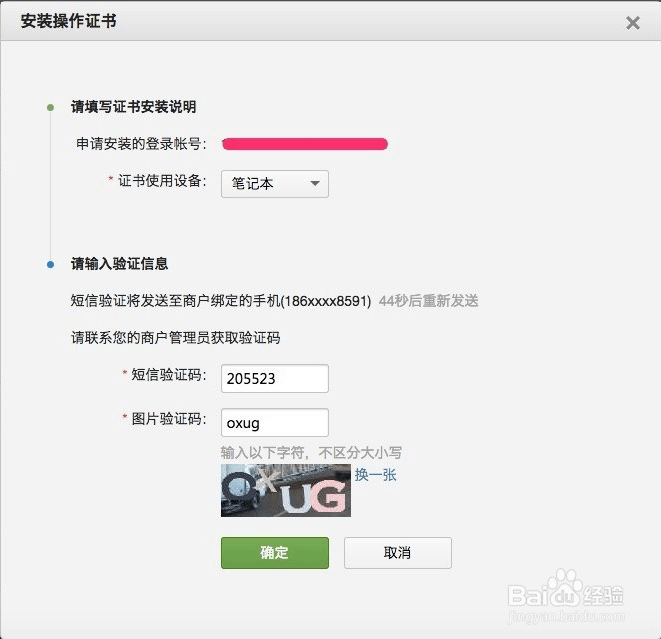 安装操作证书
请填写证书安装说明
申请安装的登录帐号：
* 证书使用设备： 笔记本
请输入验证信息
短信验证将发送至商户绑定的手机(186xxxx8591) 44秒后重新发送
请联系您的商户管理员获取验证码
* 短信验证码： 205523
* 图片验证码： oxug
输入以下字符，不区分大小写
OXUG 换一张
确定 取消
Baidu 经验
jingyan.baidu.com